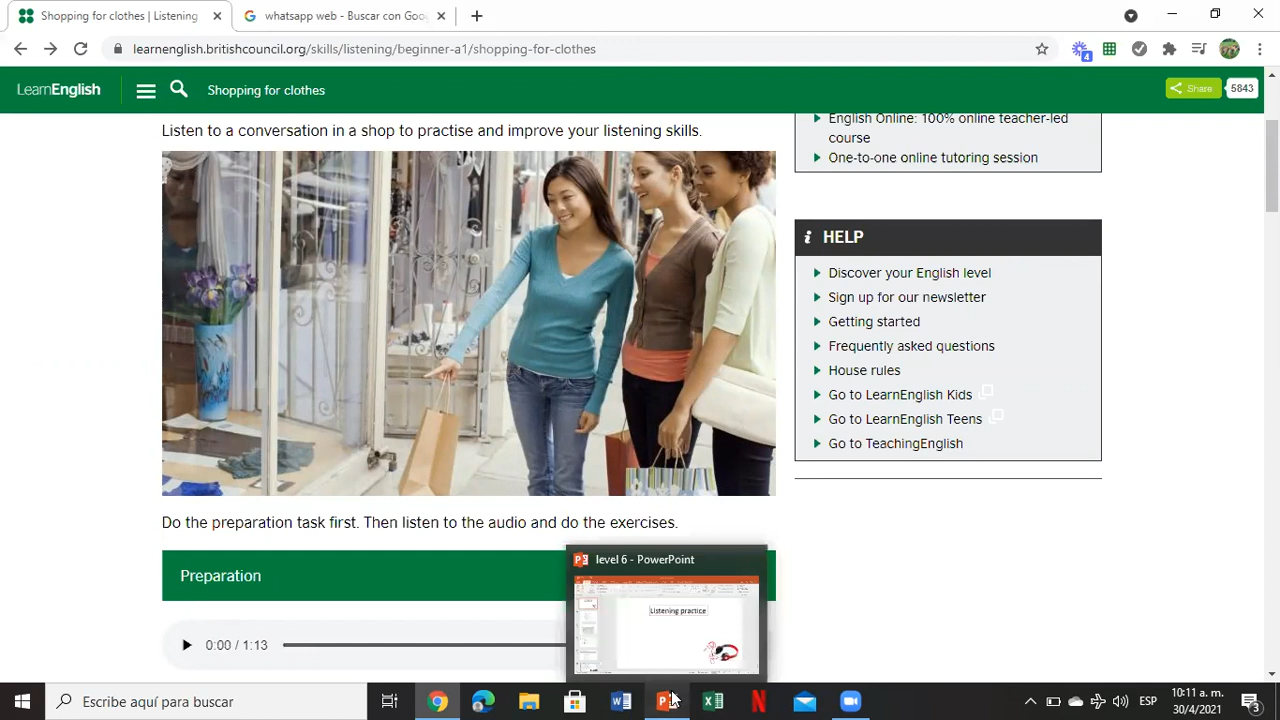 Shopping for clothes | Listening
whatsapp web - Buscar con Goo
learnenglish.britishcouncil.org/skills/listening/beginner-a1/shopping-for-clothes
4
LearnEnglish
Shopping for clothes
Share
5843
Listen to a conversation in a shop to practise and improve your listening skills.
English Online: 100% online teacher-led
course
One-to-one online tutoring session
i HELP
Discover your English level
Sign up for our newsletter
Getting started
Frequently asked questions
House rules
Go to LearnEnglish Kids
Go to LearnEnglish Teens
Go to TeachingEnglish
Do the preparation task first. Then listen to the audio and do the exercises.
Preparation
level 6 - PowerPoint
Listening practice
0:00 / 1:13
Escribe aquí para buscar
ESP
10:11 a. m.
30/4/2021
3